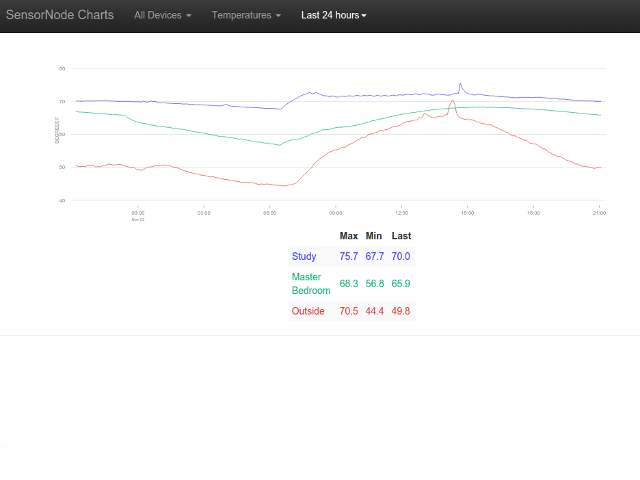 SensorNode Charts All Devices Temperatures Last 24 hours
80
70
60
50
40
DEGREES F
00:00 03:00 06:00 09:00 12:00 15:00 18:00 21:00
Max Min Last
Study 75.7 67.7 70.0
Master
Bedroom 68.3 56.8 65.9
Outside 70.5 44.4 49.8